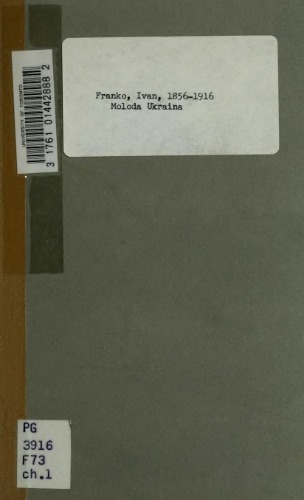 Franko, Ivan, 1856-1916
Moloda Ukraina
UNIVERSITY OF TORONTO
3 1761 01442888 2
PG
3916
F73
ch.1